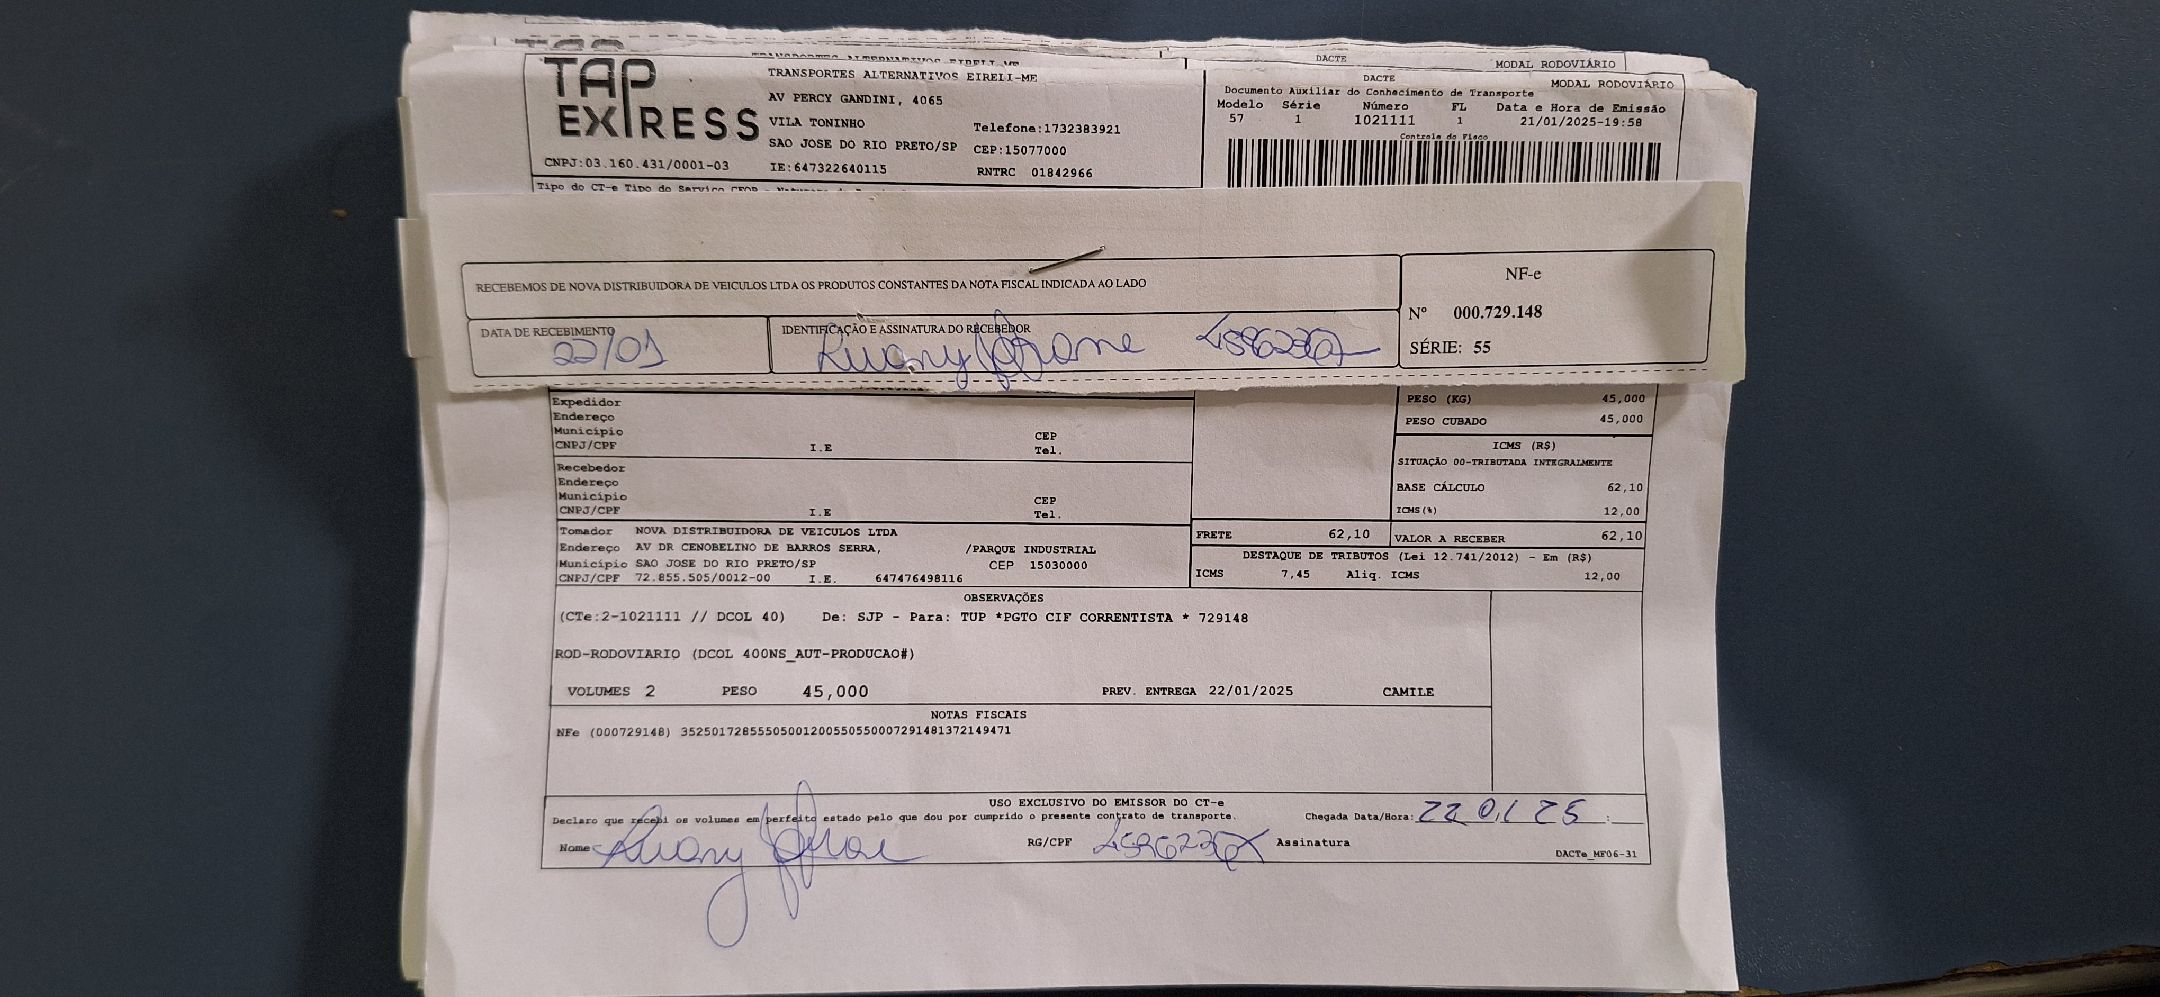 DACTE
MODAL RODOVIÁRIO
TAP EXPRESS
TRANSPORTES ALTERNATIVOS EIRELI-ME
AV PERCY GANDINI, 4065
VILA TONINHO
Telefone:1732383921
SAO JOSE DO RIO PRETO/SP CEP:15077000
CNPJ:03.160.431/0001-03 IE:647322640115 RNTRC 01842966
DACTE MODAL RODOVIÁRIO
Documento Auxiliar do Conhecimento de Transporte
Modelo Série Número FL Data e Hora de Emissão
57 1 1021111 1 21/01/2025-19:58
Controle do Fisco
Tipo do CT-e Tipo do Serviço CFOP
RECEBEMOS DE NOVA DISTRIBUIDORA DE VEICULOS LTDA OS PRODUTOS CONSTANTES DA NOTA FISCAL INDICADA AO LADO
DATA DE RECEBIMENTO
22/01
IDENTIFICAÇÃO E ASSINATURA DO RECEBEDOR
NF-e
Nº 000.729.148
SÉRIE: 55
Expedidor
Endereço
Município CEP
CNPJ/CPF I.E Tel.
Recebedor
Endereço
Município CEP
CNPJ/CPF I.E Tel.
PESO (KG) 45,000
PESO CUBADO 45,000
ICMS (R$)
SITUAÇÃO 00-TRIBUTADA INTEGRALMENTE
BASE CÁLCULO 62,10
ICMS(%) 12,00
Tomador NOVA DISTRIBUIDORA DE VEICULOS LTDA
Endereço AV DR CENOBELINO DE BARROS SERRA, /PARQUE INDUSTRIAL
Município SAO JOSE DO RIO PRETO/SP CEP 15030000
CNPJ/CPF 72.855.505/0012-00 I.E. 647476498116
FRETE 62,10 VALOR A RECEBER 62,10
DESTAQUE DE TRIBUTOS (Lei 12.741/2012) - Em (R$)
ICMS 7,45 Aliq. ICMS 12,00
OBSERVAÇÕES
(CTe:2-1021111 // DCOL 40) De: SJP - Para: TUP *PGTO CIF CORRENTISTA * 729148
ROD-RODOVIARIO (DCOL 400NS_AUT-PRODUCAO#)
VOLUMES 2 PESO 45,000 PREV. ENTREGA 22/01/2025 CAMILE
NOTAS FISCAIS
NFe (000729148) 35250172855505001200550550007291481372149471
USO EXCLUSIVO DO EMISSOR DO CT-e
Declaro que recebi os volumes em perfeito estado pelo que dou por cumprido o presente contrato de transporte.
Chegada Data/Hora: 22 01 25 :
Nome RG/CPF Assinatura
DACTe_MF06-31